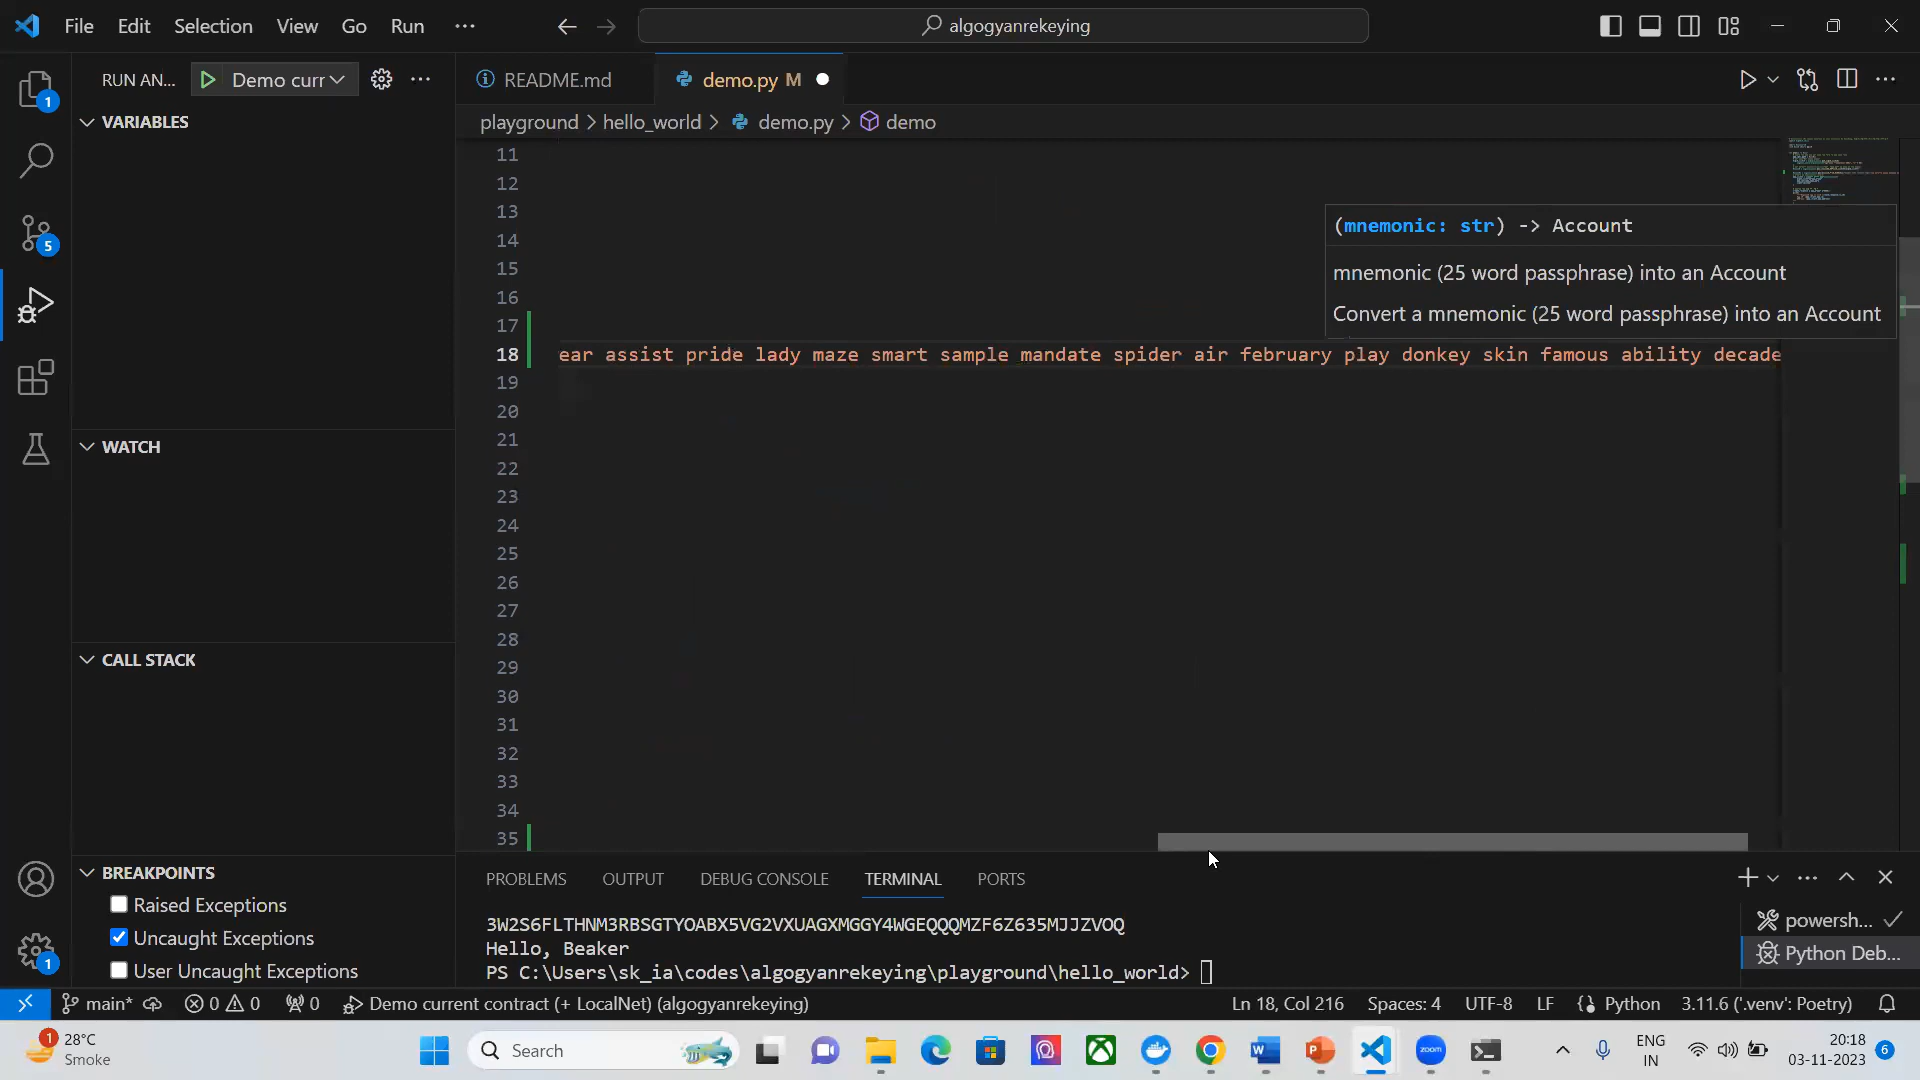 File Edit Selection View Go Run ··· algogyanrekeying
RUN AN... Demo curr ···
README.md demo.py M
VARIABLES
playground > hello_world > demo.py > demo
11
12
13
14
15
16
17
18 ear assist pride lady maze smart sample mandate spider air february play donkey skin famous ability decade
19
20
21
22
23
24
25
26
27
28
29
30
31
32
33
34
35
(mnemonic: str) -> Account
mnemonic (25 word passphrase) into an Account
Convert a mnemonic (25 word passphrase) into an Account
WATCH
CALL STACK
BREAKPOINTS
Raised Exceptions
Uncaught Exceptions
User Uncaught Exceptions
1
5
1
PROBLEMS OUTPUT DEBUG CONSOLE TERMINAL PORTS
3W2S6FLTHNM3RBSGTYOABX5VG2VXUAGXMGGY4WGEQQQMZF6Z635MJJZVOQ
Hello, Beaker
PS C:\Users\sk_ia\codes\algogyanrekeying\playground\hello_world>
powersh...
Python Deb...
main* 0 0 0 Demo current contract (+ LocalNet) (algogyanrekeying) Ln 18, Col 216 Spaces: 4 UTF-8 LF Python 3.11.6 ('.venv': Poetry)
1 28°C
Smoke
Search
zoom
ENG
IN
20:18
03-11-2023
6